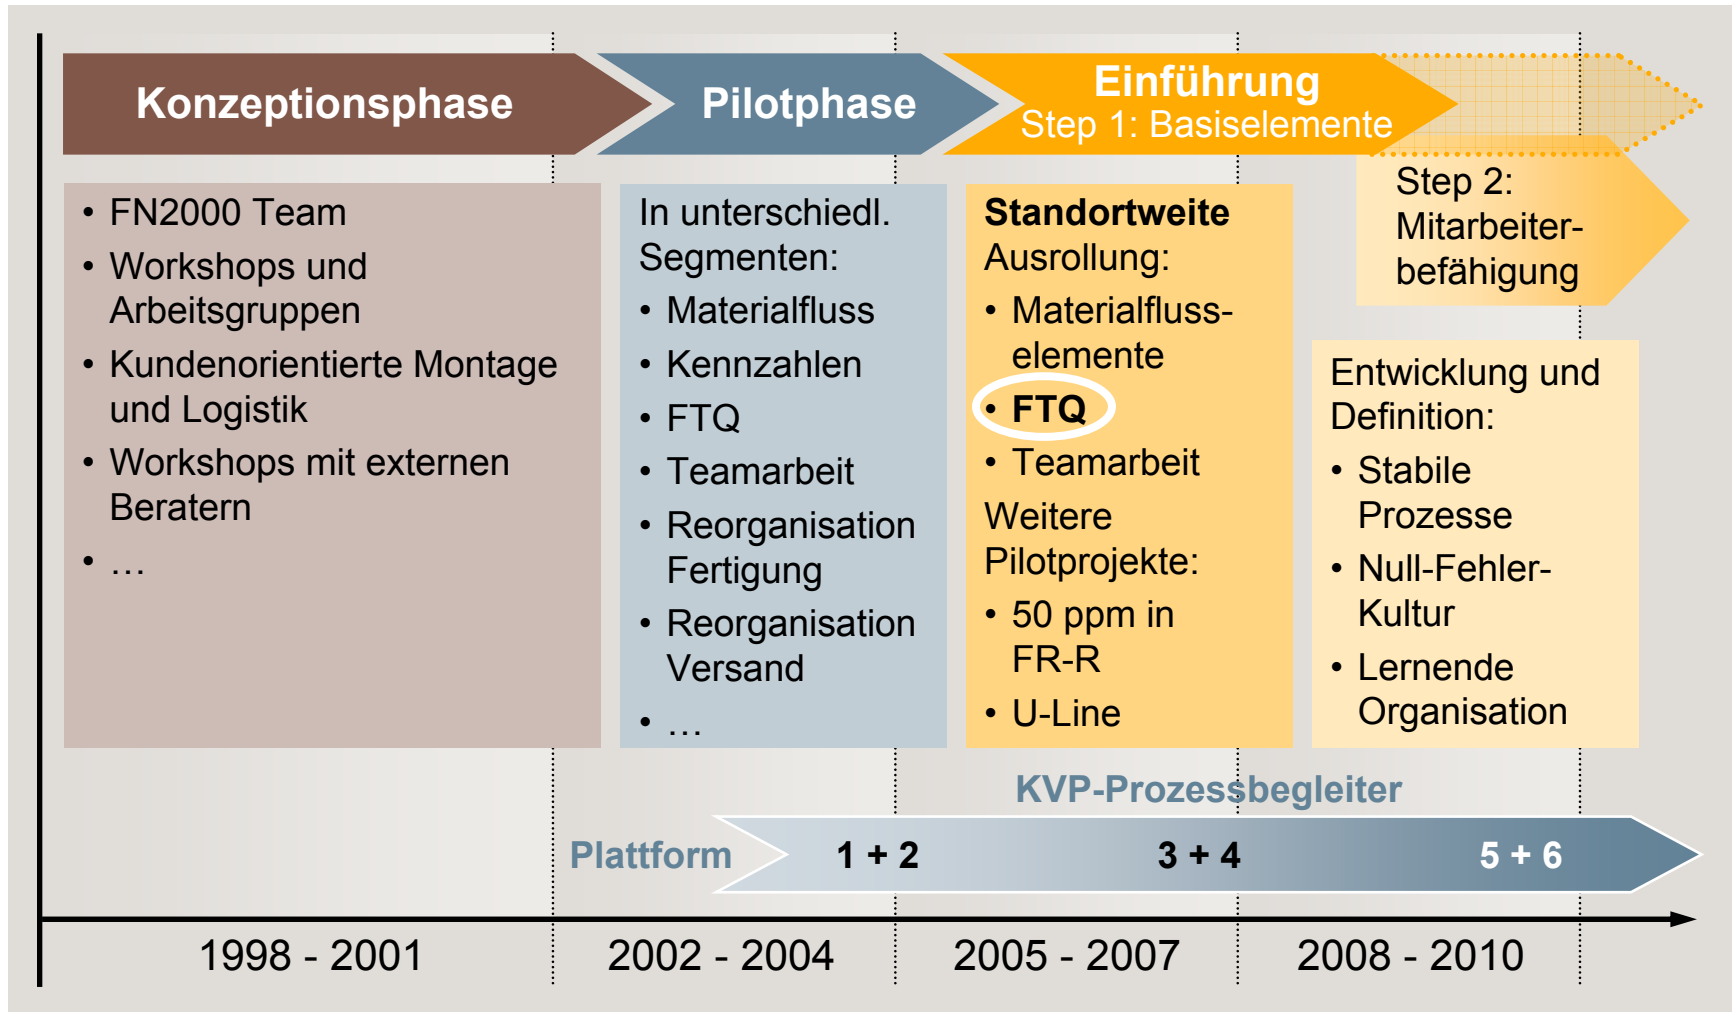 Konzeptionsphase
Pilotphase
Einführung
Step 1: Basiselemente
Step 2:
Mitarbeiter-
befähigung
• FN2000 Team
• Workshops und
Arbeitsgruppen
• Kundenorientierte Montage
und Logistik
• Workshops mit externen
Beratern
• …
In unterschiedl.
Segmenten:
• Materialfluss
• Kennzahlen
• FTQ
• Teamarbeit
• Reorganisation
Fertigung
• Reorganisation
Versand
• …
Standortweite
Ausrollung:
• Materialfluss-
elemente
• FTQ
• Teamarbeit
Weitere
Pilotprojekte:
• 50 ppm in
FR-R
• U-Line
Entwicklung und
Definition:
• Stabile
Prozesse
• Null-Fehler-
Kultur
• Lernende
Organisation
KVP-Prozessbegleiter
Plattform 1 + 2 3 + 4 5 + 6
1998 - 2001 2002 - 2004 2005 - 2007 2008 - 2010